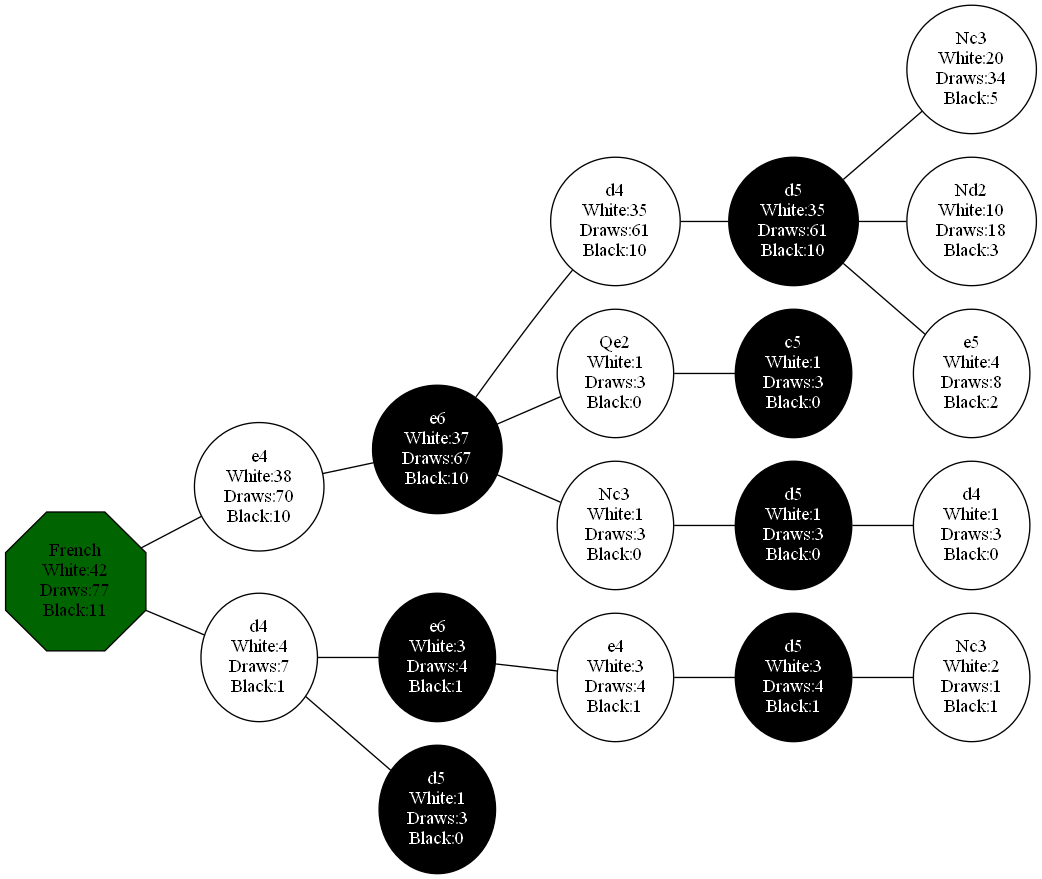 Nc3
White:20
Draws:34
Black:5
d4
White:35
Draws:61
Black:10
d5
White:35
Draws:61
Black:10
Nd2
White:10
Draws:18
Black:3
Qe2
White:1
Draws:3
Black:0
c5
White:1
Draws:3
Black:0
e5
White:4
Draws:8
Black:2
e4
White:38
Draws:70
Black:10
e6
White:37
Draws:67
Black:10
Nc3
White:1
Draws:3
Black:0
d5
White:1
Draws:3
Black:0
d4
White:1
Draws:3
Black:0
French
White:42
Draws:77
Black:11
d4
White:4
Draws:7
Black:1
e6
White:3
Draws:4
Black:1
e4
White:3
Draws:4
Black:1
d5
White:3
Draws:4
Black:1
Nc3
White:2
Draws:1
Black:1
d5
White:1
Draws:3
Black:0